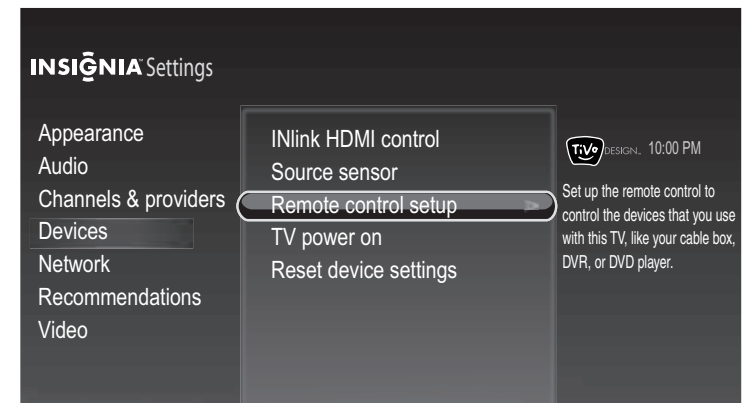 INSIGNIA™ Settings
Appearance
Audio
Channels & providers
Devices
Network
Recommendations
Video
INlink HDMI control
Source sensor
Remote control setup
TV power on
Reset device settings
TiVo DESIGN™ 10:00 PM
Set up the remote control to
control the devices that you use
with this TV, like your cable box,
DVR, or DVD player.